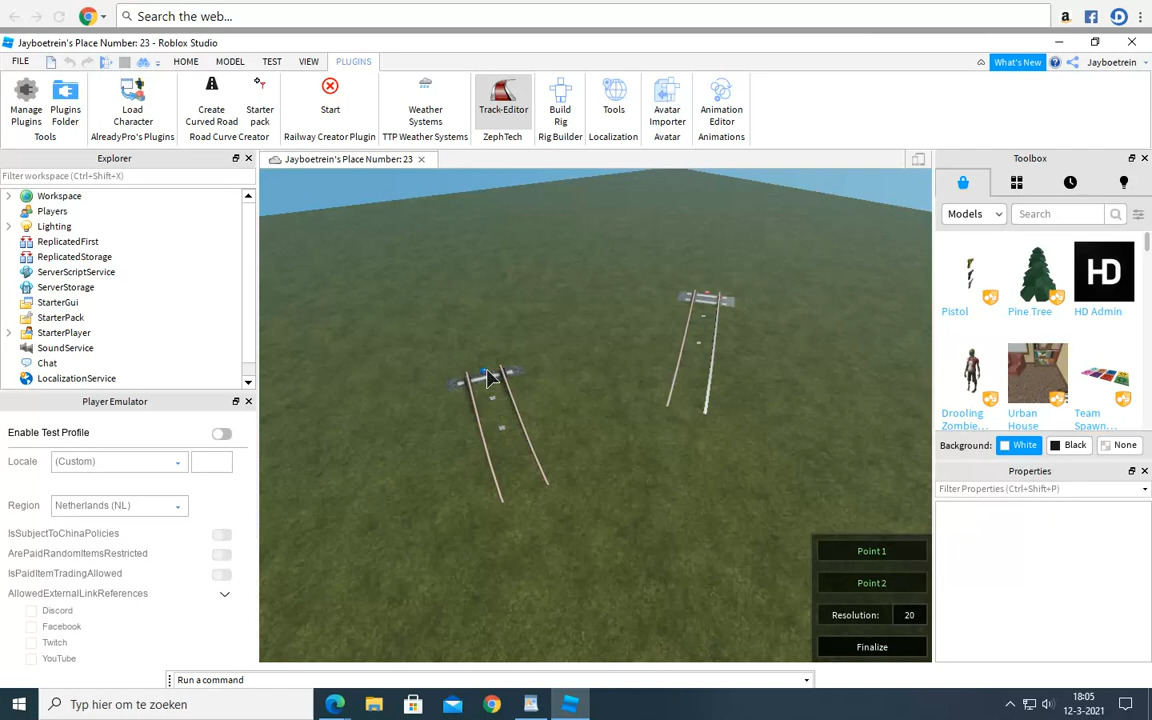 Search the web...
Jayboetrein's Place Number: 23 - Roblox Studio
FILE HOME MODEL TEST VIEW PLUGINS What's New Jayboetrein
Manage Plugins
Plugins Folder
Tools
Load Character
AlreadyPro's Plugins
Create Curved Road
Starter pack
Road Curve Creator
Start
Railway Creator Plugin
Weather Systems
TTP Weather Systems
Track-Editor
ZephTech
Build Rig
Rig Builder
Tools
Localization
Avatar Importer
Avatar
Animation Editor
Animations
Explorer
Filter workspace (Ctrl+Shift+X)
Workspace
Players
Lighting
ReplicatedFirst
ReplicatedStorage
ServerScriptService
ServerStorage
StarterGui
StarterPack
StarterPlayer
SoundService
Chat
LocalizationService
Player Emulator
Enable Test Profile
Locale (Custom)
Region Netherlands (NL)
IsSubjectToChinaPolicies
ArePaidRandomItemsRestricted
IsPaidItemTradingAllowed
AllowedExternalLinkReferences
Discord
Facebook
Twitch
YouTube
Jayboetrein's Place Number: 23
Point 1
Point 2
Resolution: 20
Finalize
Run a command
Toolbox
Models Search
Pistol
Pine Tree
HD
HD Admin
Drooling Zombie...
Urban House
Team Spawn...
Background: White Black None
Properties
Filter Properties (Ctrl+Shift+P)
Typ hier om te zoeken
18:05
12-3-2021